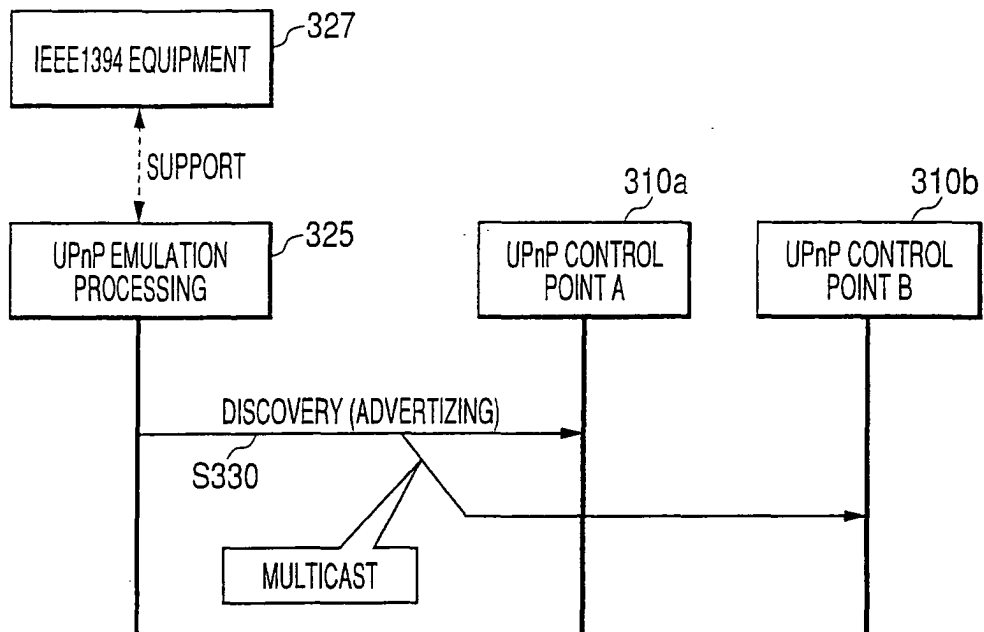 327
IEEE1394 EQUIPMENT
SUPPORT
310a
310b
325
UPnP EMULATION
PROCESSING
UPnP CONTROL
POINT A
UPnP CONTROL
POINT B
DISCOVERY (ADVERTIZING)
S330
MULTICAST